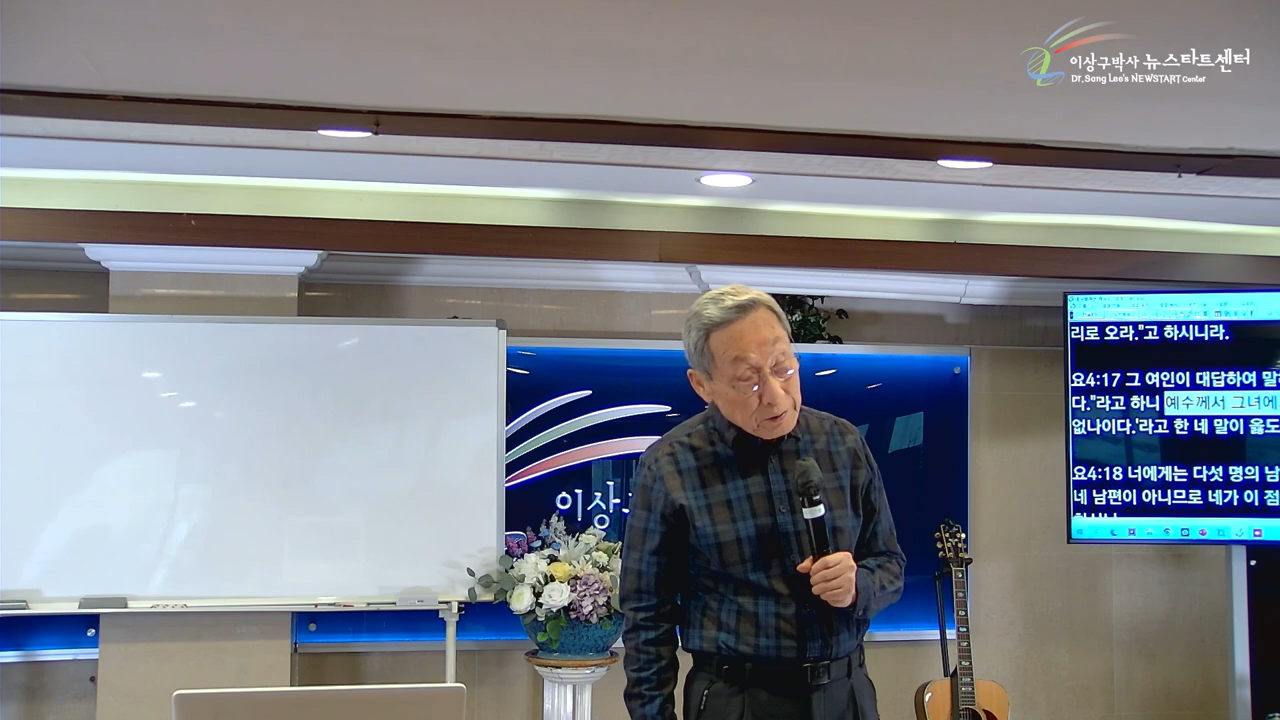 이상구박사 뉴스타트센터
Dr. Sang Lee's NEWSTART Center
리로 오라."고 하시니라.
요4:17 그 여인이 대답하여 말
다."라고 하니 예수께서 그녀에
없나이다.'라고 한 네 말이 옳도
요4:18 너에게는 다섯 명의 남
네 남편이 아니므로 네가 이 점
이상